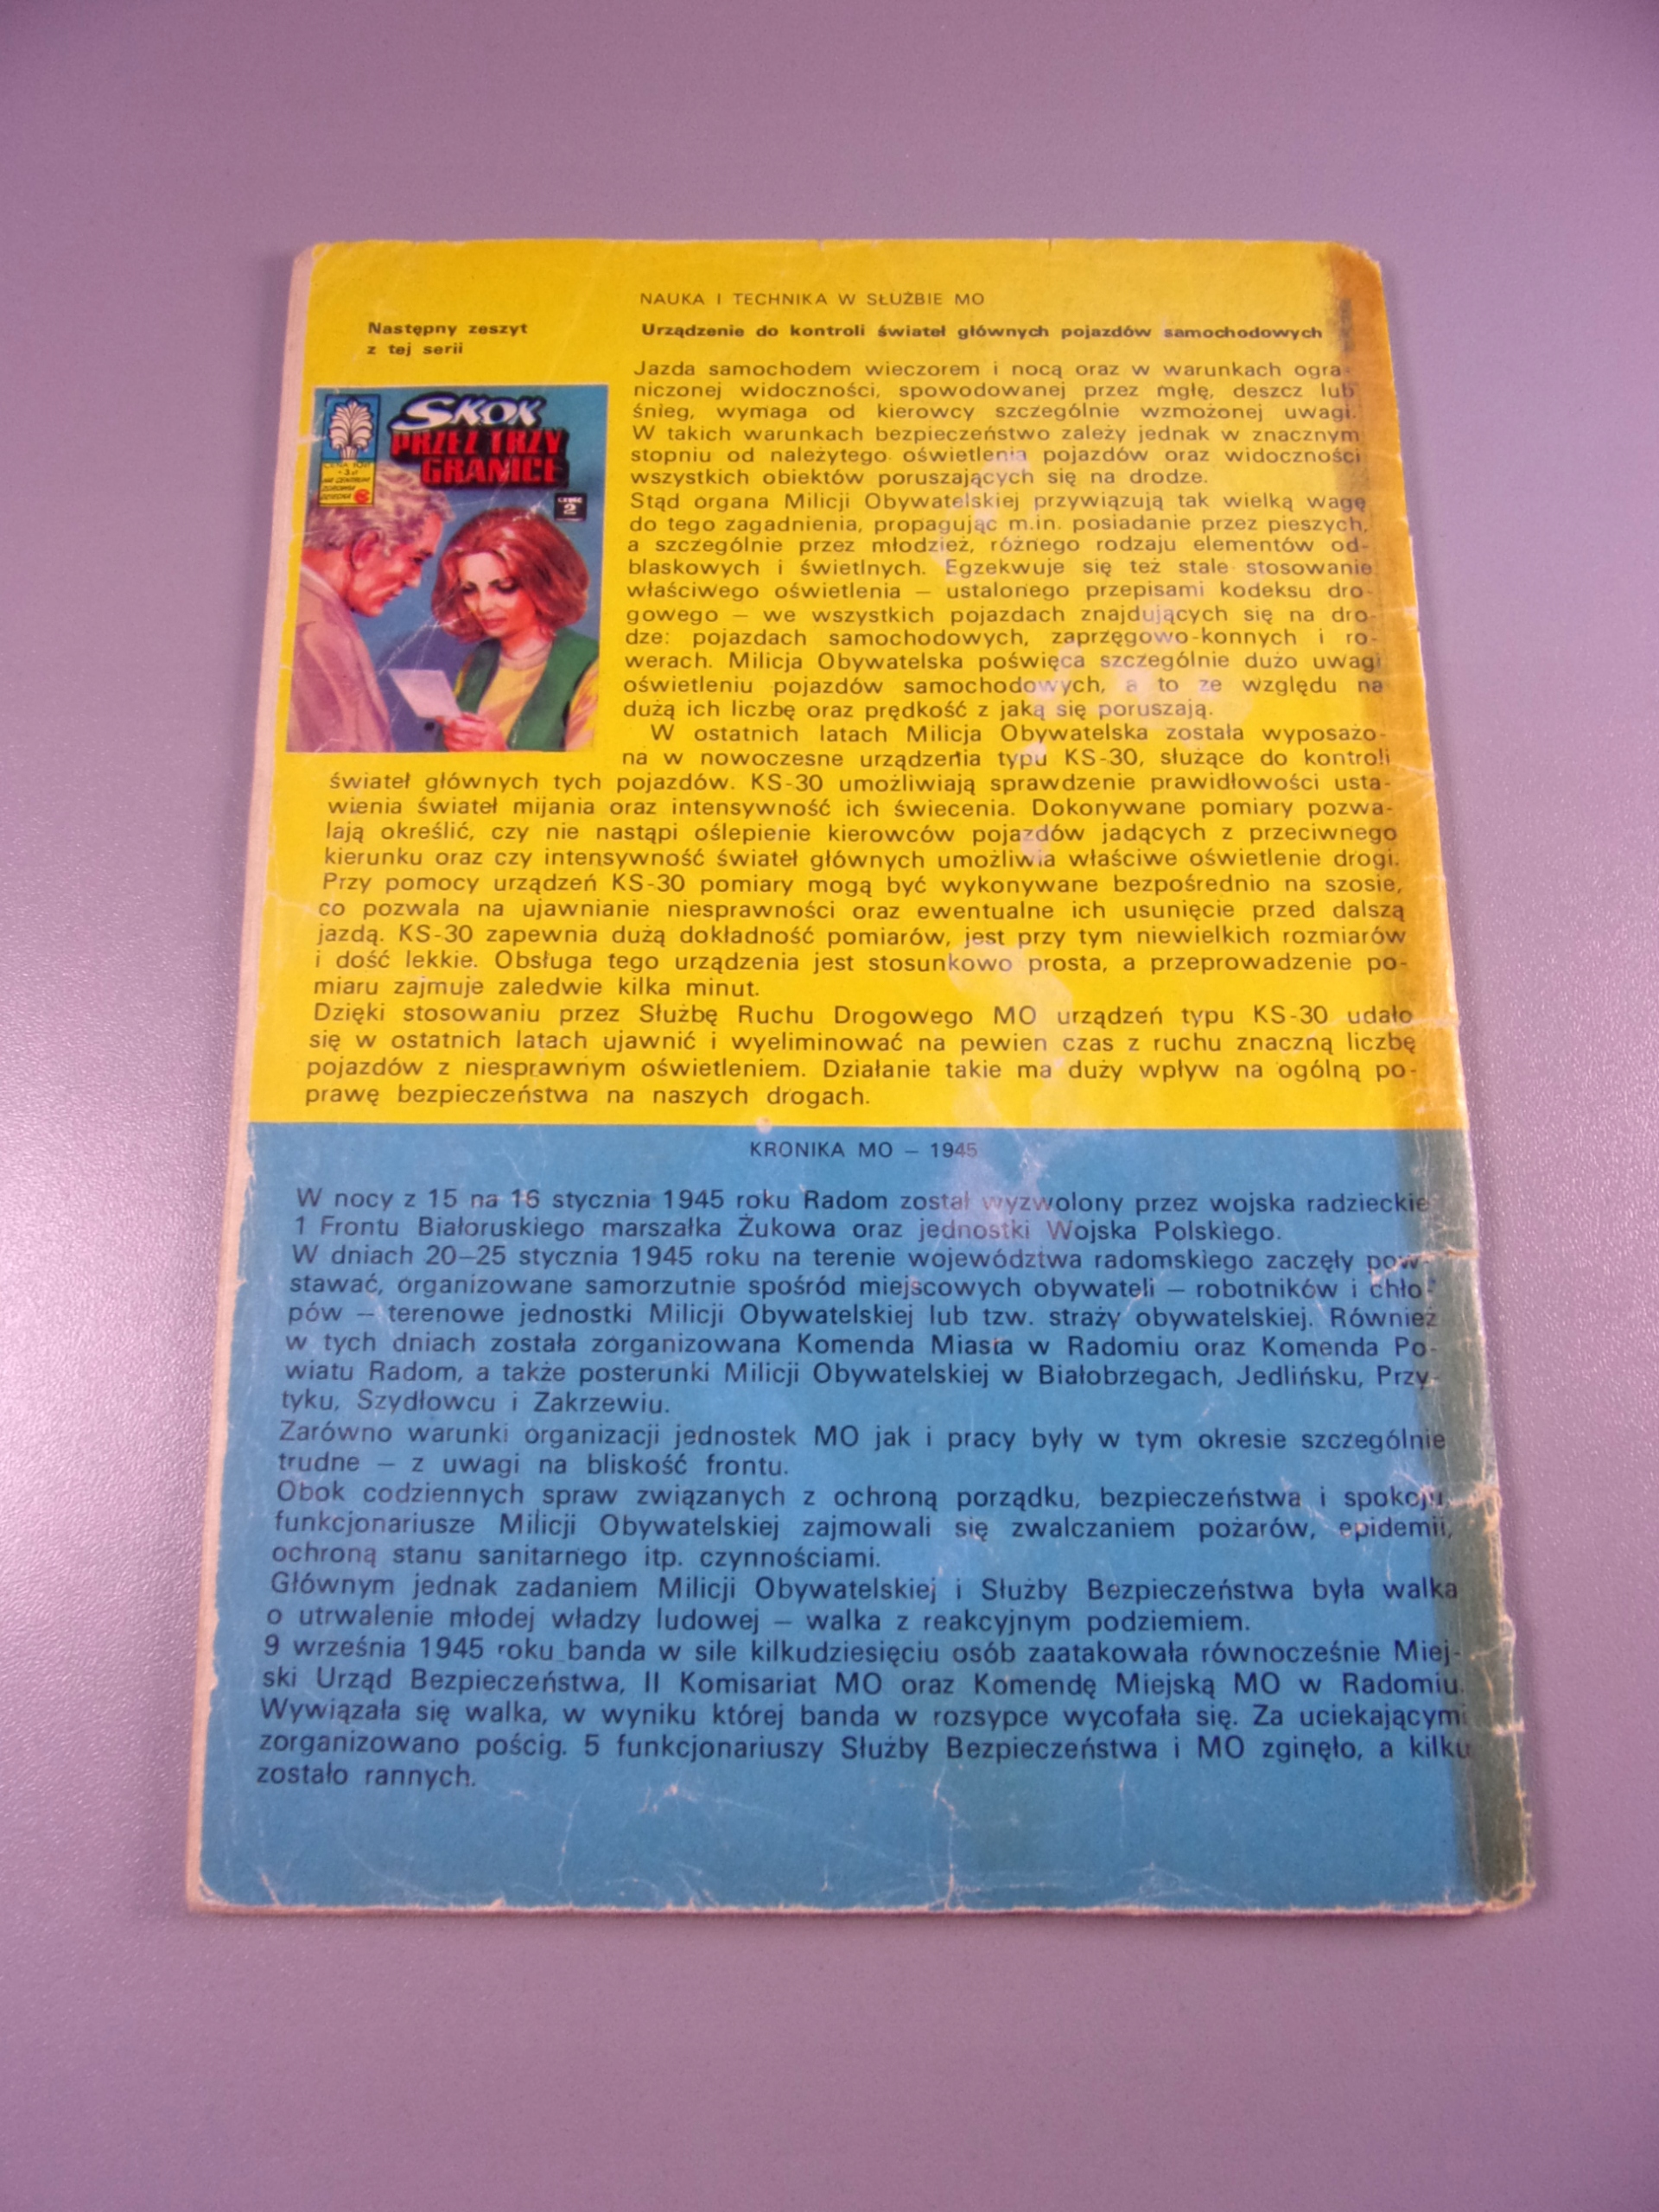 NAUKA I TECHNIKA W SŁUŻBIE MO
Następny zeszyt
z tej serii
SKOK
PRZEZ TRZY
GRANICE
2
Urządzenie do kontroli świateł głównych pojazdów samochodowych
Jazda samochodem wieczorem i nocą oraz w warunkach ogra-
niczonej widoczności, spowodowanej przez mgłę, deszcz lub
śnieg, wymaga od kierowcy szczególnie wzmożonej uwagi.
W takich warunkach bezpieczeństwo zależy jednak w znacznym
stopniu od należytego oświetlenia pojazdów oraz widoczności
wszystkich obiektów poruszających się na drodze.
Stąd organa Milicji Obywatelskiej przywiązują tak wielką wagę
do tego zagadnienia, propagując m.in. posiadanie przez pieszych,
a szczególnie przez młodzież, różnego rodzaju elementów od-
blaskowych i świetlnych. Egzekwuje się też stale stosowanie
właściwego oświetlenia – ustalonego przepisami kodeksu dro-
gowego – we wszystkich pojazdach znajdujących się na dro-
dze: pojazdach samochodowych, zaprzęgowo-konnych i ro-
werach. Milicja Obywatelska poświęca szczególnie dużo uwagi
oświetleniu pojazdów samochodowych, a to ze względu na
dużą ich liczbę oraz prędkość z jaką się poruszają.
W ostatnich latach Milicja Obywatelska została wyposażo-
na w nowoczesne urządzenia typu KS-30, służące do kontroli
świateł głównych tych pojazdów. KS-30 umożliwiają sprawdzenie prawidłowości usta-
wienia świateł mijania oraz intensywność ich świecenia. Dokonywane pomiary pozwa-
lają określić, czy nie nastąpi oślepienie kierowców pojazdów jadących z przeciwnego
kierunku oraz czy intensywność świateł głównych umożliwia właściwe oświetlenie drogi.
Przy pomocy urządzeń KS-30 pomiary mogą być wykonywane bezpośrednio na szosie,
co pozwala na ujawnianie niesprawności oraz ewentualne ich usunięcie przed dalszą
jazdą. KS-30 zapewnia dużą dokładność pomiarów, jest przy tym niewielkich rozmiarów
i dość lekkie. Obsługa tego urządzenia jest stosunkowo prosta, a przeprowadzenie po-
miaru zajmuje zaledwie kilka minut.
Dzięki stosowaniu przez Służbę Ruchu Drogowego MO urządzeń typu KS-30 udało
się w ostatnich latach ujawnić i wyeliminować na pewien czas z ruchu znaczną liczbę
pojazdów z niesprawnym oświetleniem. Działanie takie ma duży wpływ na ogólną po-
prawę bezpieczeństwa na naszych drogach.
KRONIKA MO – 1945
W nocy z 15 na 16 stycznia 1945 roku Radom został wyzwolony przez wojska radzieckie
1 Frontu Białoruskiego marszałka Żukowa oraz jednostki Wojska Polskiego.
W dniach 20–25 stycznia 1945 roku na terenie województwa radomskiego zaczęły pow-
stawać, organizowane samorzutnie spośród miejscowych obywateli – robotników i chło-
pów – terenowe jednostki Milicji Obywatelskiej lub tzw. straży obywatelskiej. Również
w tych dniach została zorganizowana Komenda Miasta w Radomiu oraz Komenda Po-
wiatu Radom, a także posterunki Milicji Obywatelskiej w Białobrzegach, Jedlińsku, Przy-
tyku, Szydłowcu i Zakrzewiu.
Zarówno warunki organizacji jednostek MO jak i pracy były w tym okresie szczególnie
trudne – z uwagi na bliskość frontu.
Obok codziennych spraw związanych z ochroną porządku, bezpieczeństwa i spokoju,
funkcjonariusze Milicji Obywatelskiej zajmowali się zwalczaniem pożarów, epidemii,
ochroną stanu sanitarnego itp. czynnościami.
Głównym jednak zadaniem Milicji Obywatelskiej i Służby Bezpieczeństwa była walka
o utrwalenie młodej władzy ludowej – walka z reakcyjnym podziemiem.
9 września 1945 roku banda w sile kilkudziesięciu osób zaatakowała równocześnie Miej-
ski Urząd Bezpieczeństwa, II Komisariat MO oraz Komendę Miejską MO w Radomiu.
Wywiązała się walka, w wyniku której banda w rozsypce wycofała się. Za uciekającymi
zorganizowano pościg. 5 funkcjonariuszy Służby Bezpieczeństwa i MO zginęło, a kilku
zostało rannych.